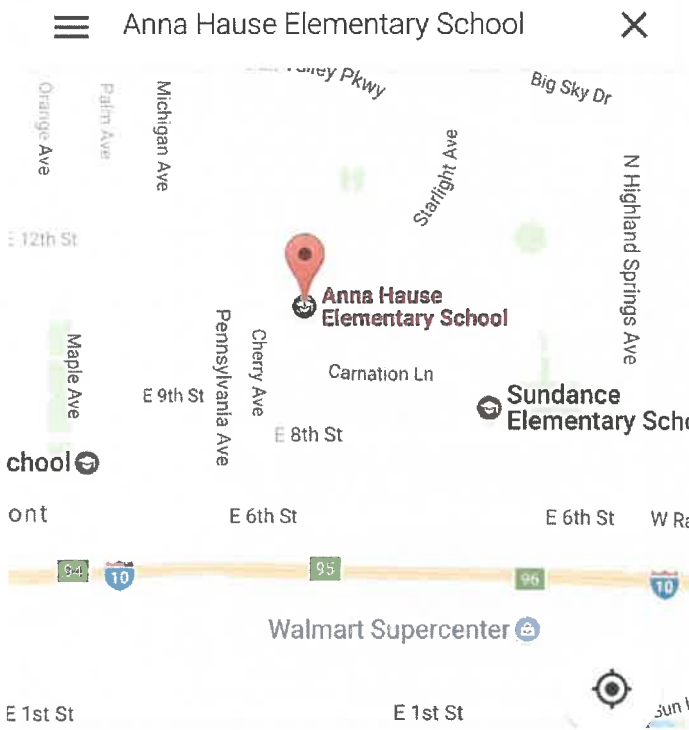 Anna Hause Elementary School
Valley Pkwy
Big Sky Dr
Orange Ave
Palm Ave
Michigan Ave
Starlight Ave
N Highland Springs Ave
E 12th St
Anna Hause
Elementary School
Maple Ave
Pennsylvania Ave
Cherry Ave
Carnation Ln
E 9th St
Sundance
Elementary Scho
E 8th St
chool
ont
E 6th St
E 6th St
W Ra
94
10
95
96
10
Walmart Supercenter
E 1st St
E 1st St
Sun